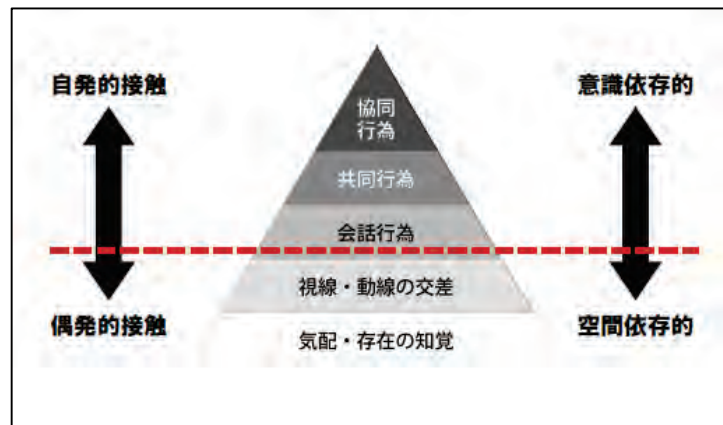 自発的接触
意識依存的
協同
行為
共同行為
会話行為
視線・動線の交差
偶発的接触
空間依存的
気配・存在の知覚